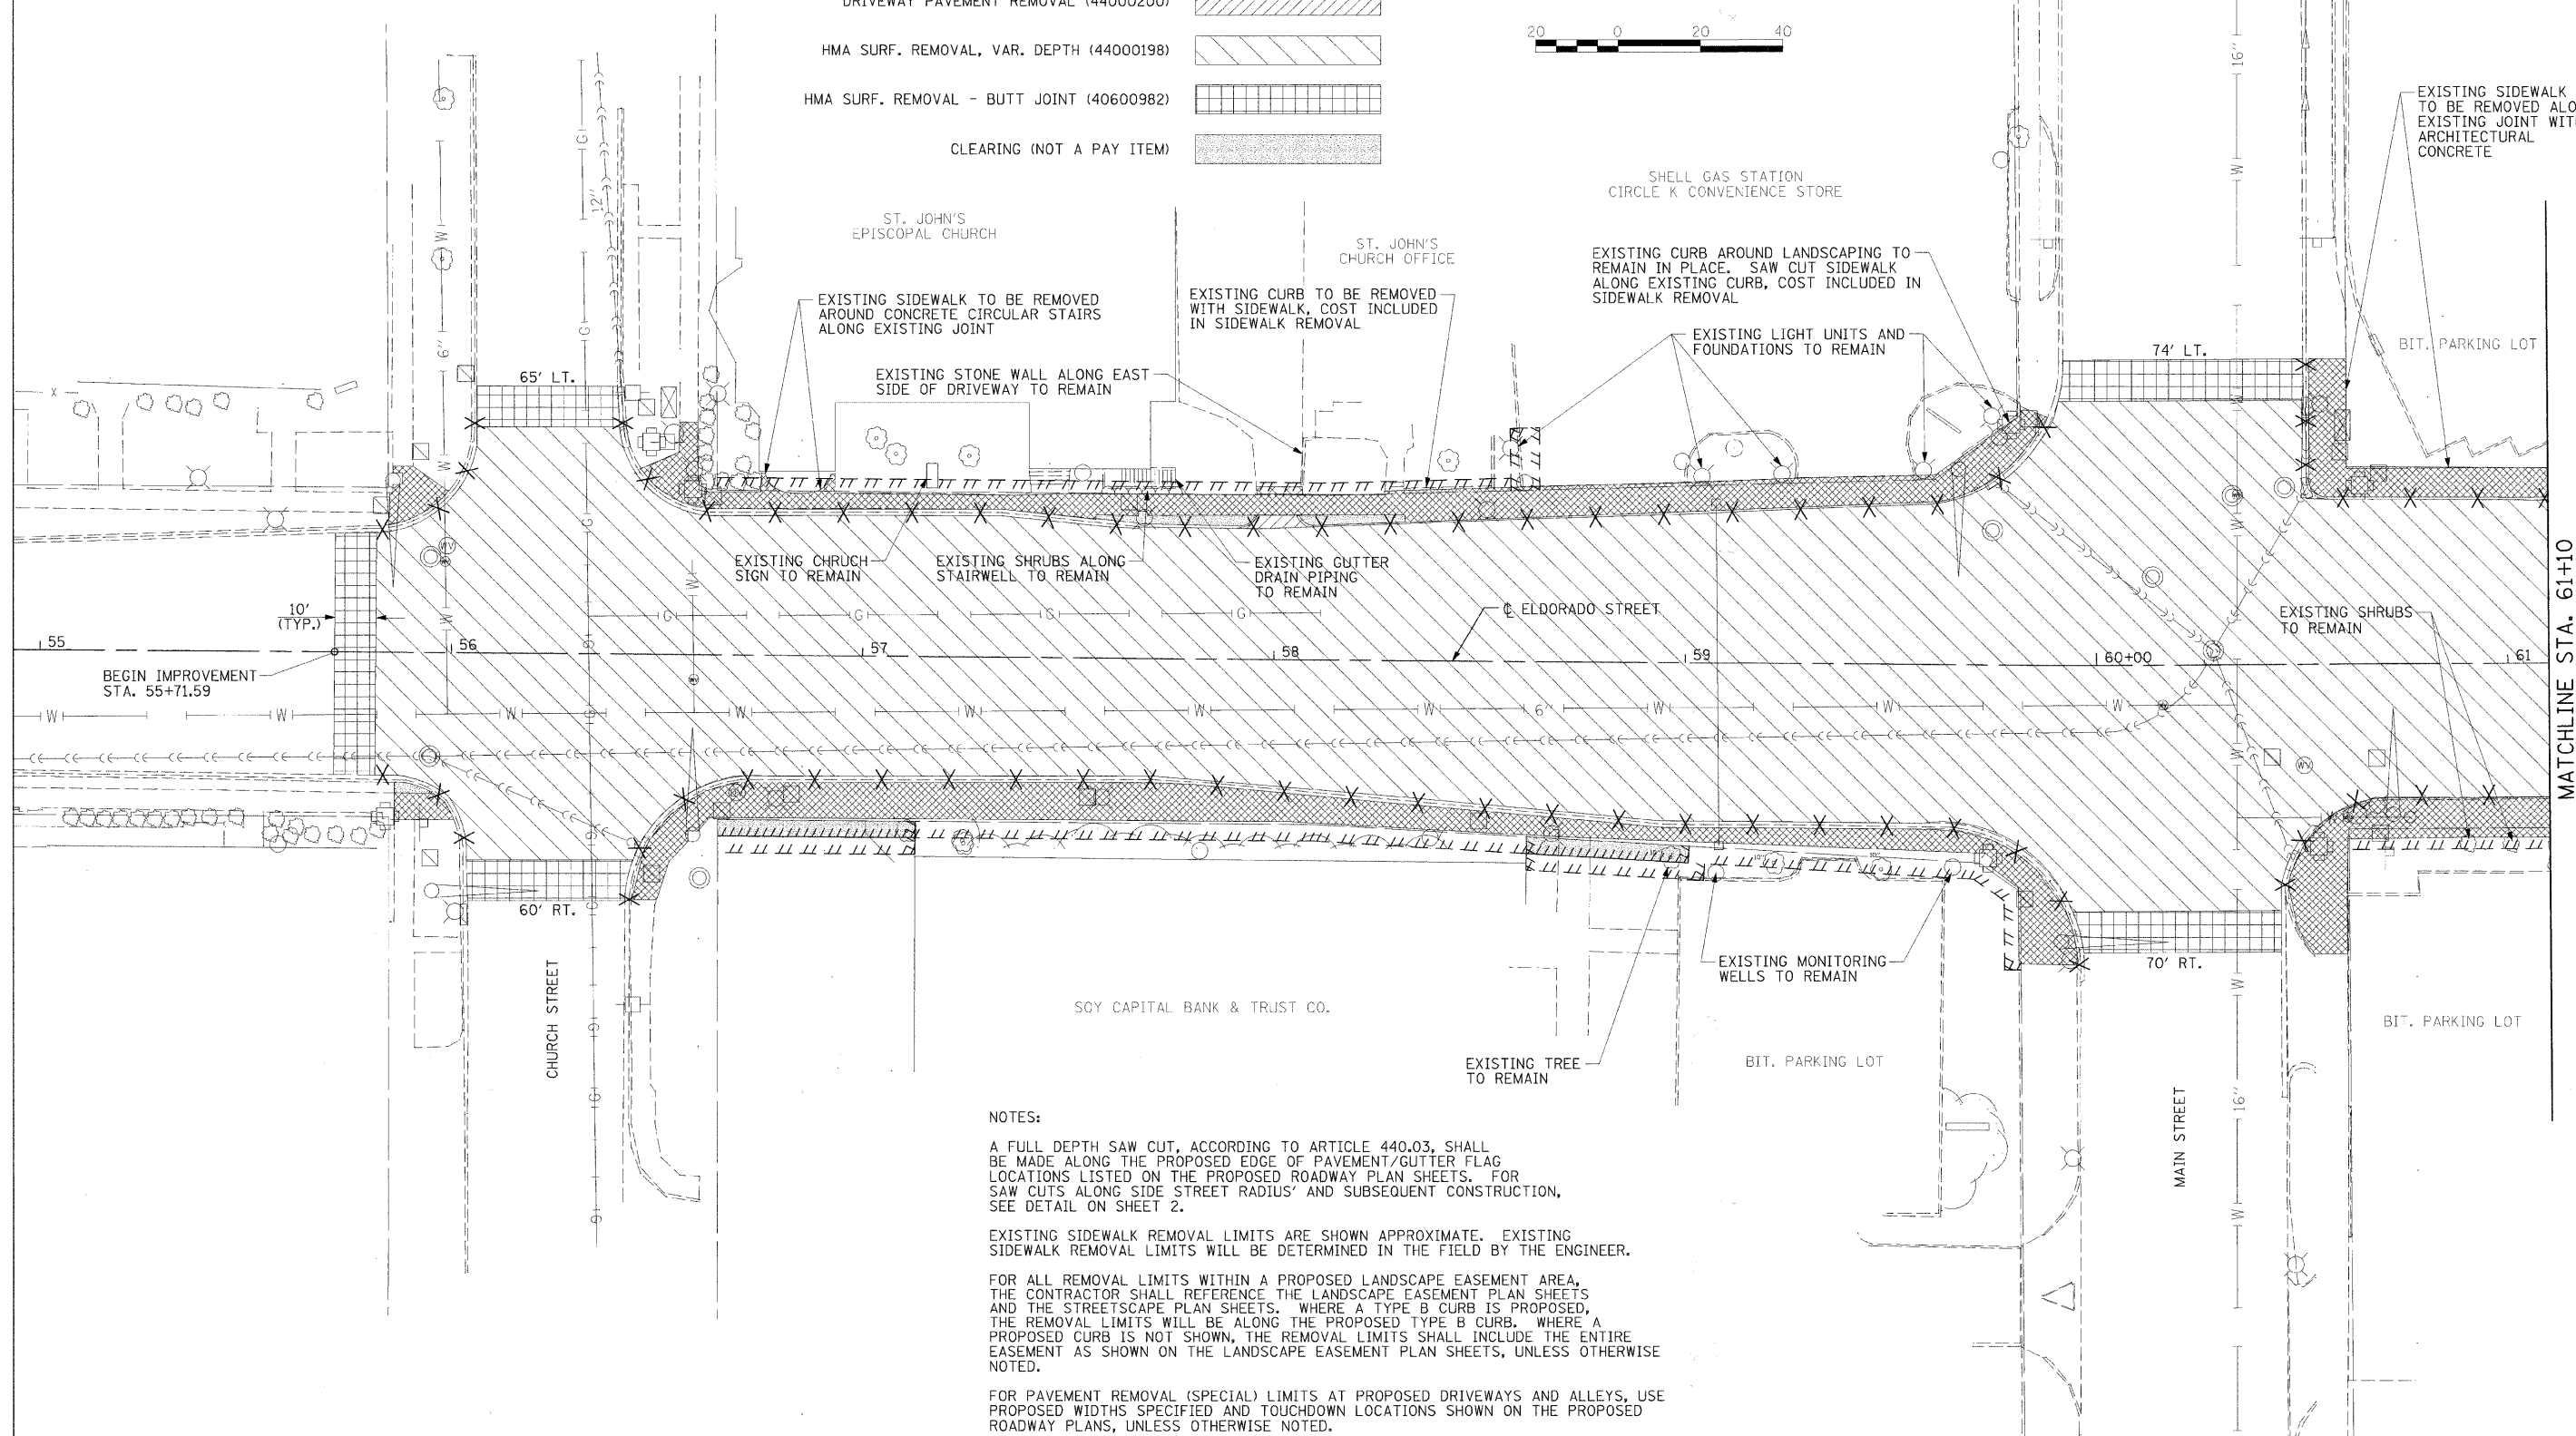 DRIVEWAY PAVEMENT REMOVAL (44000200)
HMA SURF. REMOVAL, VAR. DEPTH (44000198)
HMA SURF. REMOVAL - BUTT JOINT (40600982)
CLEARING (NOT A PAY ITEM)
20 0 20 40
EXISTING SIDEWALK
TO BE REMOVED
EXISTING JOINT
ARCHITECTURAL
CONCRETE
SHELL GAS STATION
CIRCLE K CONVENIENCE STORE
ST. JOHN'S
EPISCOPAL CHURCH
ST. JOHN'S
CHURCH OFFICE
EXISTING CURB AROUND LANDSCAPING TO
REMAIN IN PLACE. SAW CUT SIDEWALK
ALONG EXISTING CURB, COST INCLUDED IN
SIDEWALK REMOVAL
EXISTING SIDEWALK TO BE REMOVED
AROUND CONCRETE CIRCULAR STAIRS
ALONG EXISTING JOINT
EXISTING CURB TO BE REMOVED
WITH SIDEWALK, COST INCLUDED
IN SIDEWALK REMOVAL
EXISTING LIGHT UNITS AND
FOUNDATIONS TO REMAIN
EXISTING STONE WALL ALONG EAST
SIDE OF DRIVEWAY TO REMAIN
BIT. PARKING LOT
74' LT.
65' LT.
12"
6"
16"
EXISTING CHRUCH
SIGN TO REMAIN
EXISTING SHRUBS ALONG
STAIRWELL TO REMAIN
EXISTING GUTTER
DRAIN PIPING
TO REMAIN
10'
(TYP.)
℄ ELDORADO STREET
EXISTING SHRUBS
TO REMAIN
55 56 57 58 59 60+00 61
BEGIN IMPROVEMENT
STA. 55+71.59
MATCHLINE STA. 61+10
W W W W W W 6" W W W
60' RT.
70' RT.
EXISTING MONITORING
WELLS TO REMAIN
CHURCH STREET
SOY CAPITAL BANK & TRUST CO.
EXISTING TREE
TO REMAIN
BIT. PARKING LOT
BIT. PARKING LOT
MAIN STREET
16"
NOTES:
A FULL DEPTH SAW CUT, ACCORDING TO ARTICLE 440.03, SHALL
BE MADE ALONG THE PROPOSED EDGE OF PAVEMENT/GUTTER FLAG
LOCATIONS LISTED ON THE PROPOSED ROADWAY PLAN SHEETS. FOR
SAW CUTS ALONG SIDE STREET RADIUS' AND SUBSEQUENT CONSTRUCTION,
SEE DETAIL ON SHEET 2.
EXISTING SIDEWALK REMOVAL LIMITS ARE SHOWN APPROXIMATE. EXISTING
SIDEWALK REMOVAL LIMITS WILL BE DETERMINED IN THE FIELD BY THE ENGINEER.
FOR ALL REMOVAL LIMITS WITHIN A PROPOSED LANDSCAPE EASEMENT AREA,
THE CONTRACTOR SHALL REFERENCE THE LANDSCAPE EASEMENT PLAN SHEETS
AND THE STREETSCAPE PLAN SHEETS. WHERE A TYPE B CURB IS PROPOSED,
THE REMOVAL LIMITS WILL BE ALONG THE PROPOSED TYPE B CURB. WHERE A
PROPOSED CURB IS NOT SHOWN, THE REMOVAL LIMITS SHALL INCLUDE THE ENTIRE
EASEMENT AS SHOWN ON THE LANDSCAPE EASEMENT PLAN SHEETS, UNLESS OTHERWISE
NOTED.
FOR PAVEMENT REMOVAL (SPECIAL) LIMITS AT PROPOSED DRIVEWAYS AND ALLEYS, USE
PROPOSED WIDTHS SPECIFIED AND TOUCHDOWN LOCATIONS SHOWN ON THE PROPOSED
ROADWAY PLANS, UNLESS OTHERWISE NOTED.